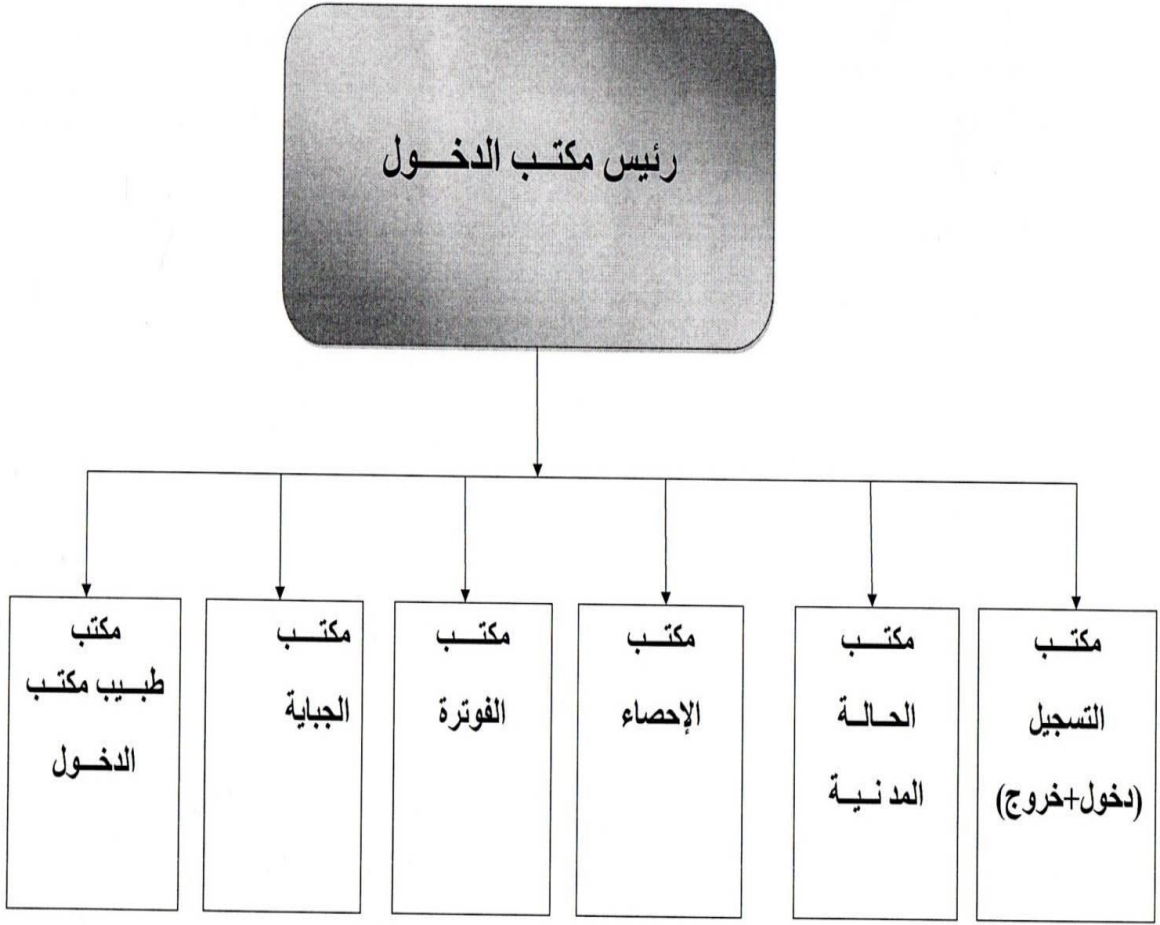 رئيس مكتب الدخول
مكتب
التسجيل
(دخول+خروج)
مكتب
الحالة
المدنية
مكتب
الإحصاء
مكتب
الفوترة
مكتب
الجباية
مكتب
طبيب مكتب
الدخول